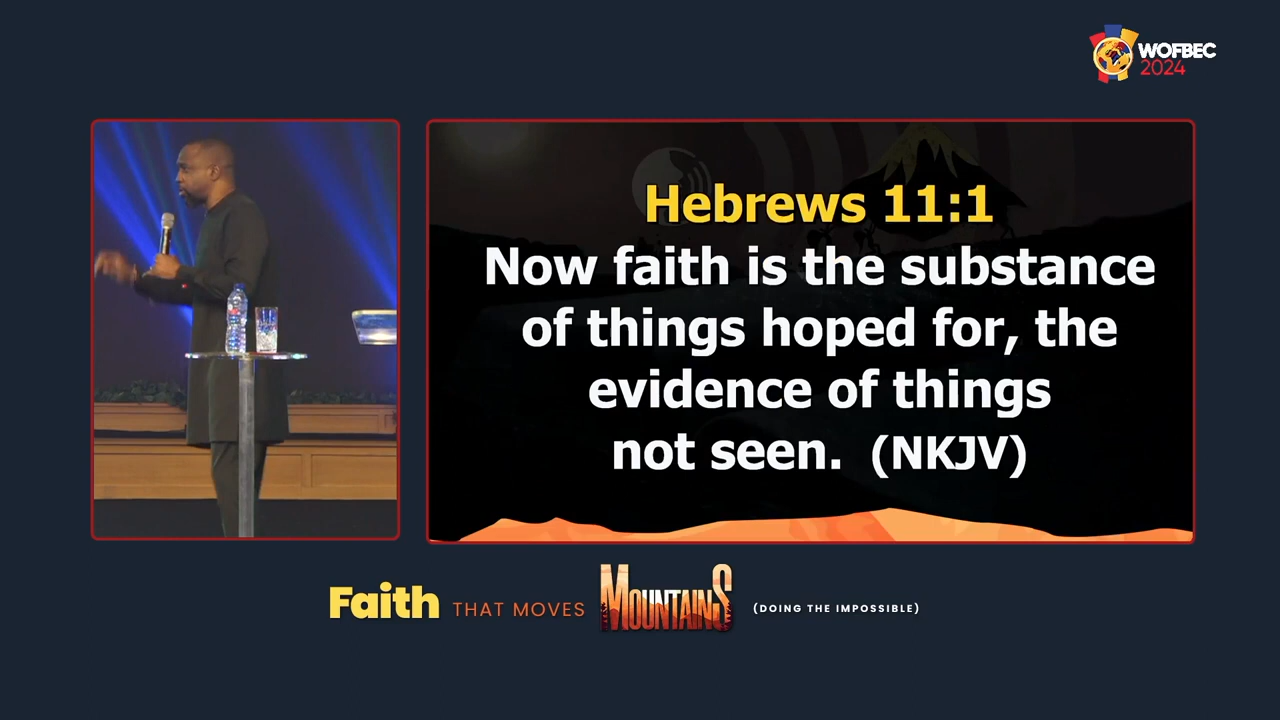 WOFBEC
2024
Hebrews 11:1
Now faith is the substance
of things hoped for, the
evidence of things
not seen. (NKJV)
Faith THAT MOVES MOUNTAINS (DOING THE IMPOSSIBLE)